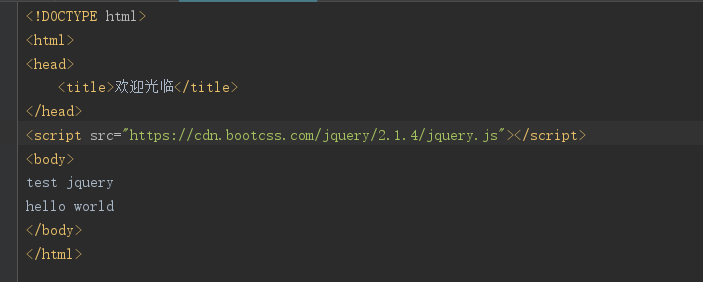 <!DOCTYPE html>
<html>
<head>
    <title>欢迎光临</title>
</head>
<script src="https://cdn.bootcss.com/jquery/2.1.4/jquery.js"></script>
<body>
test jquery
hello world
</body>
</html>